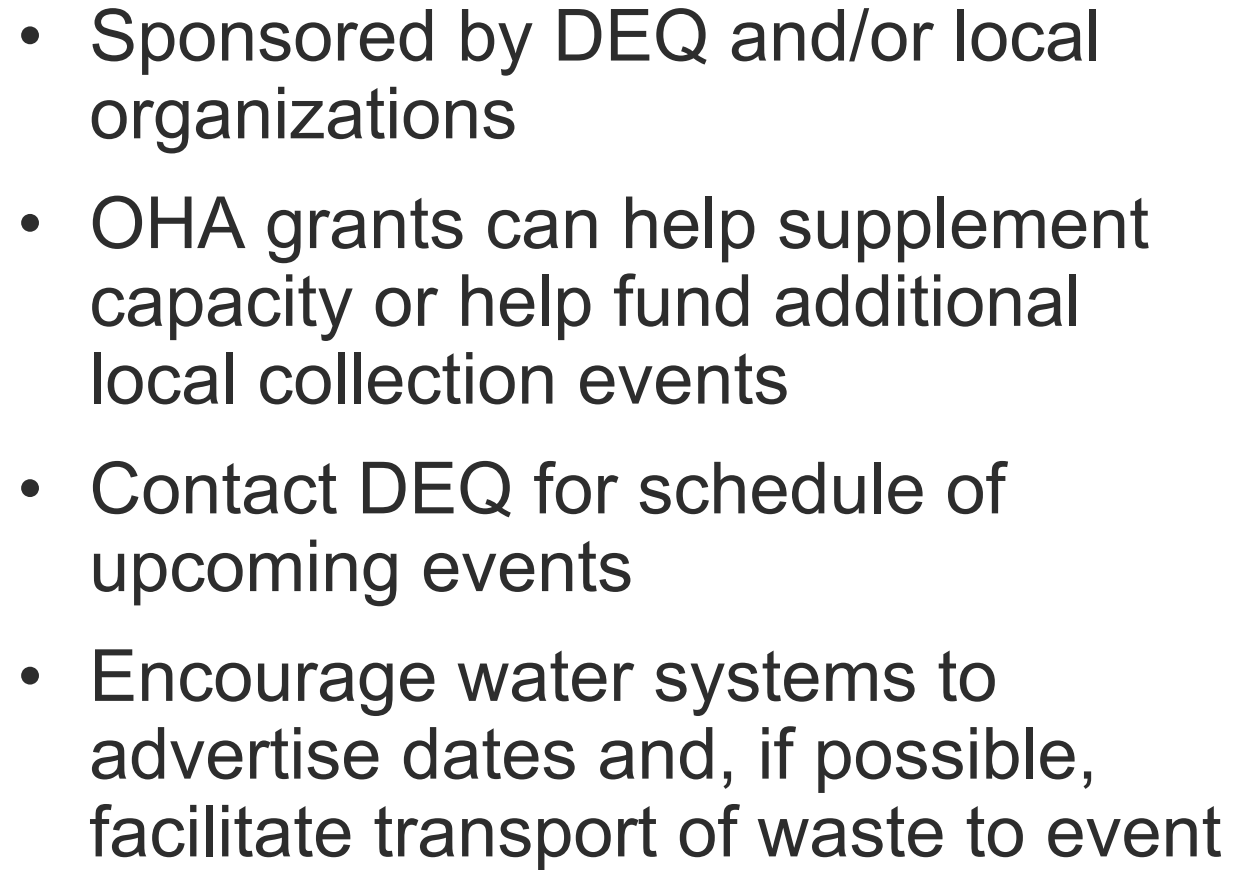 • Sponsored by DEQ and/or local
organizations
• OHA grants can help supplement
capacity or help fund additional
local collection events
• Contact DEQ for schedule of
upcoming events
• Encourage water systems to
advertise dates and, if possible,
facilitate transport of waste to event